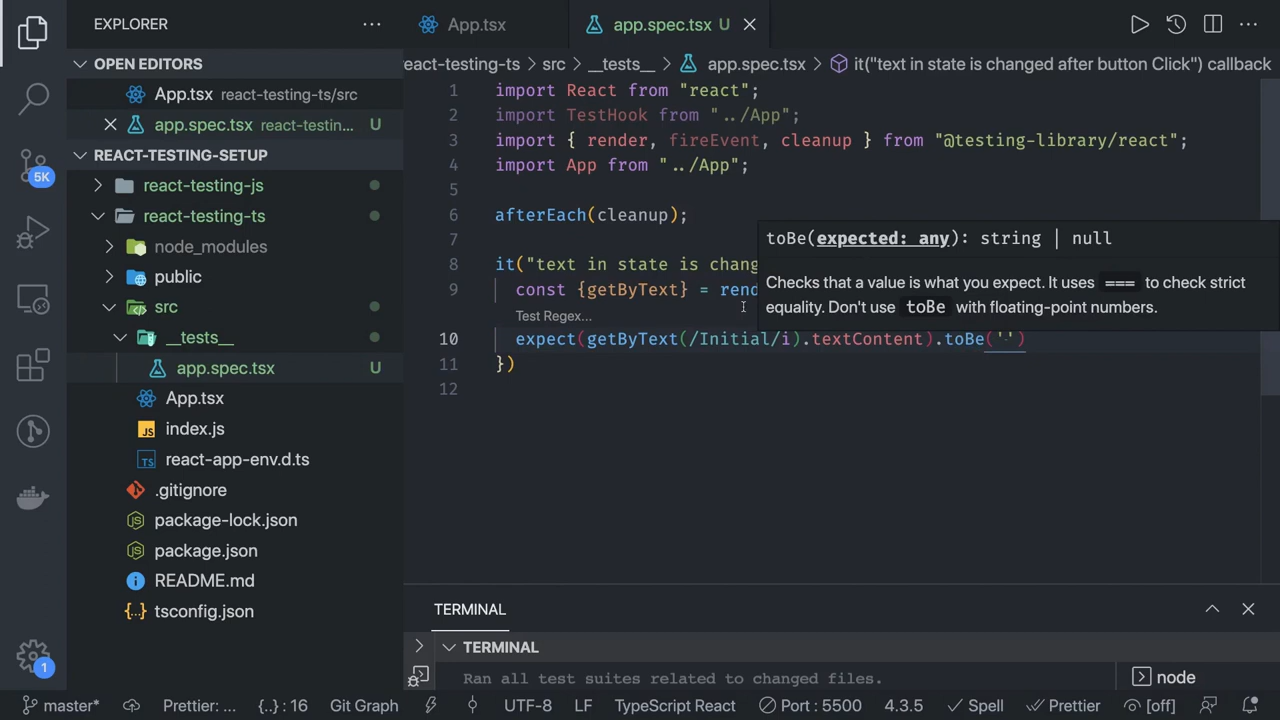 EXPLORER
OPEN EDITORS
App.tsx react-testing-ts/src
app.spec.tsx react-testin... U
REACT-TESTING-SETUP
react-testing-js
react-testing-ts
node_modules
public
src
__tests__
app.spec.tsx U
App.tsx
JS index.js
TS react-app-env.d.ts
.gitignore
package-lock.json
package.json
README.md
tsconfig.json
5K
1
App.tsx
app.spec.tsx U
eact-testing-ts > src > __tests__ > app.spec.tsx > it("text in state is changed after button Click") callback
1 import React from "react";
2 import TestHook from "../App";
3 import { render, fireEvent, cleanup } from "@testing-library/react";
4 import App from "../App";
5
6 afterEach(cleanup);
7
8 it("text in state is chang
9 const {getByText} = rend
Test Regex...
10 expect(getByText(/Initial/i).textContent).toBe('')
11 })
12
toBe(expected: any): string | null
Checks that a value is what you expect. It uses === to check strict
equality. Don't use toBe with floating-point numbers.
TERMINAL
TERMINAL
Ran all test suites related to changed files.
node
master* Prettier: ... {..} : 16 Git Graph UTF-8 LF TypeScript React Port : 5500 4.3.5 Spell Prettier [off]